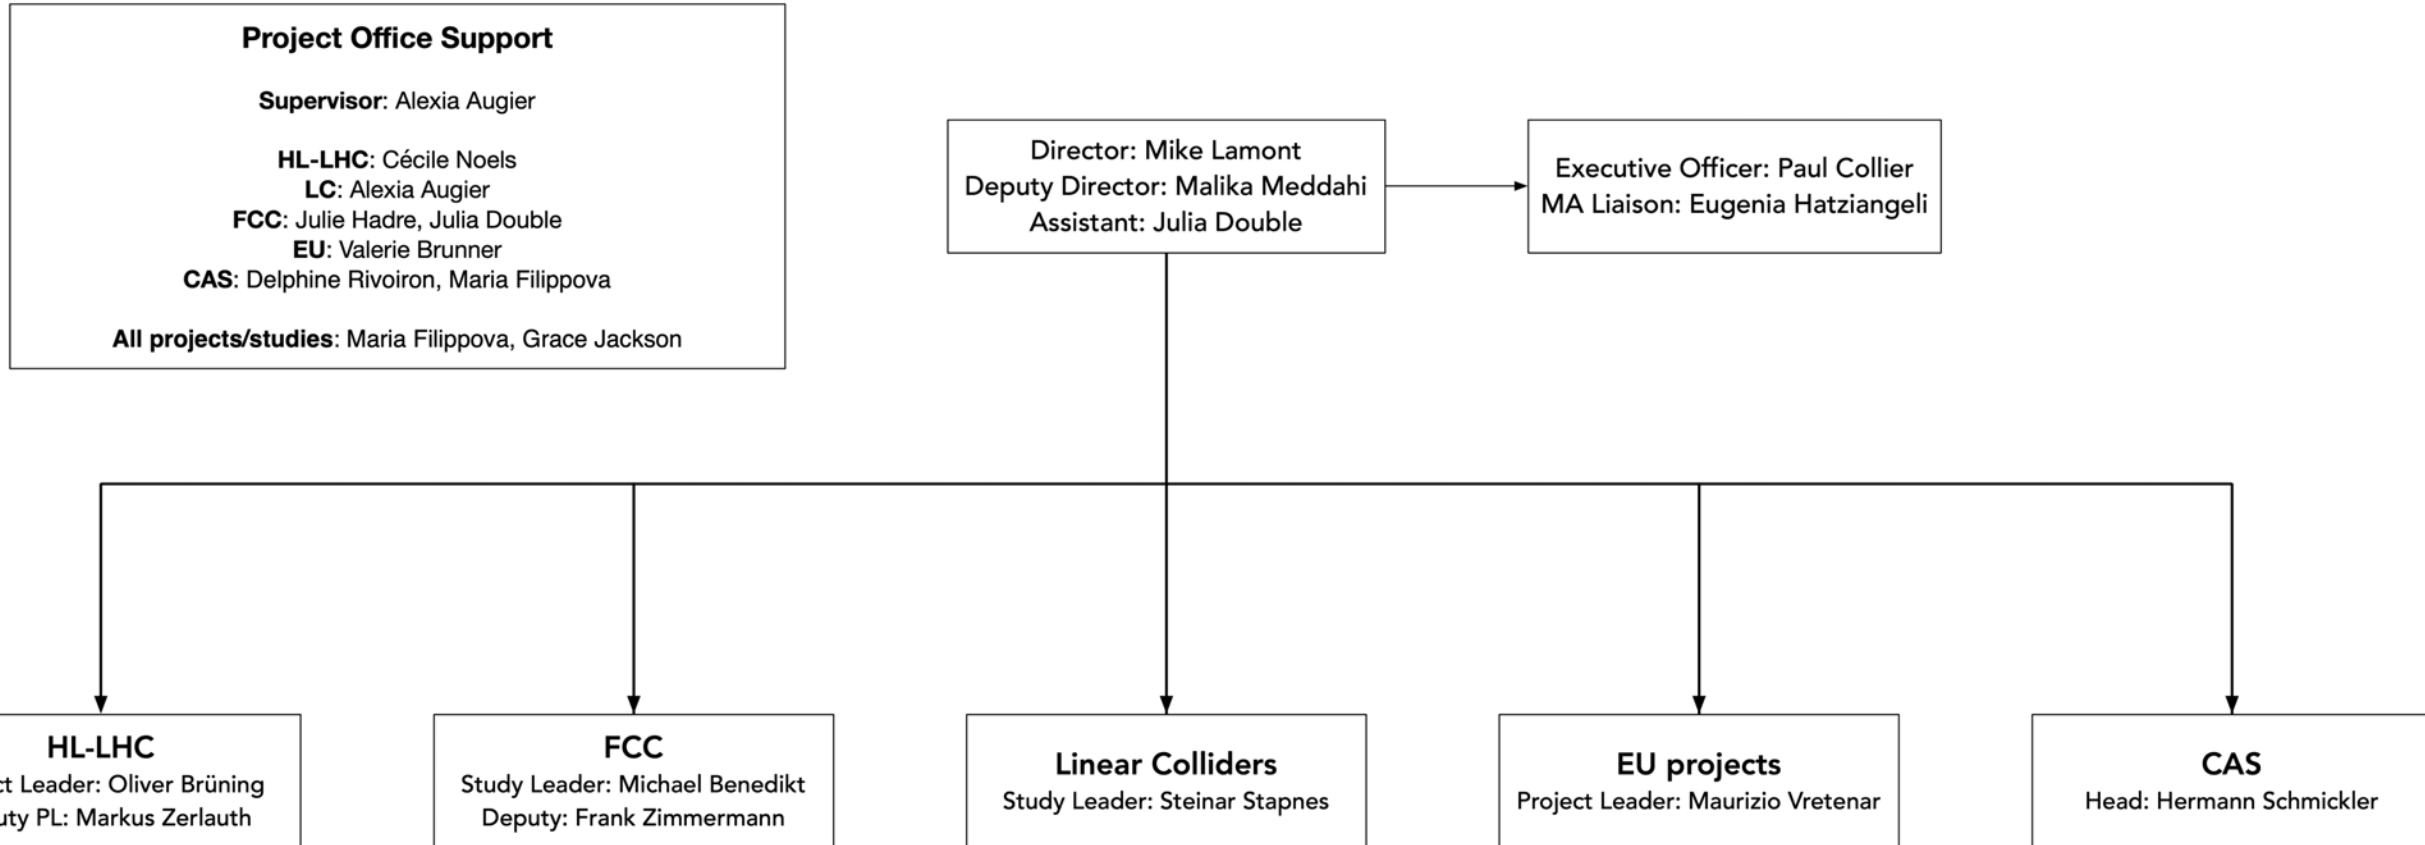 Project Office Support
Supervisor: Alexia Augier
HL-LHC: Cécile Noels
LC: Alexia Augier
FCC: Julie Hadre, Julia Double
EU: Valerie Brunner
CAS: Delphine Rivoiron, Maria Filippova
All projects/studies: Maria Filippova, Grace Jackson
Director: Mike Lamont
Deputy Director: Malika Meddahi
Assistant: Julia Double
Executive Officer: Paul Collier
MA Liaison: Eugenia Hatziangeli
HL-LHC
Leader: Oliver Brüning
PL: Markus Zerlauth
FCC
Study Leader: Michael Benedikt
Deputy: Frank Zimmermann
Linear Colliders
Study Leader: Steinar Stapnes
EU projects
Project Leader: Maurizio Vretenar
CAS
Head: Hermann Schmickler